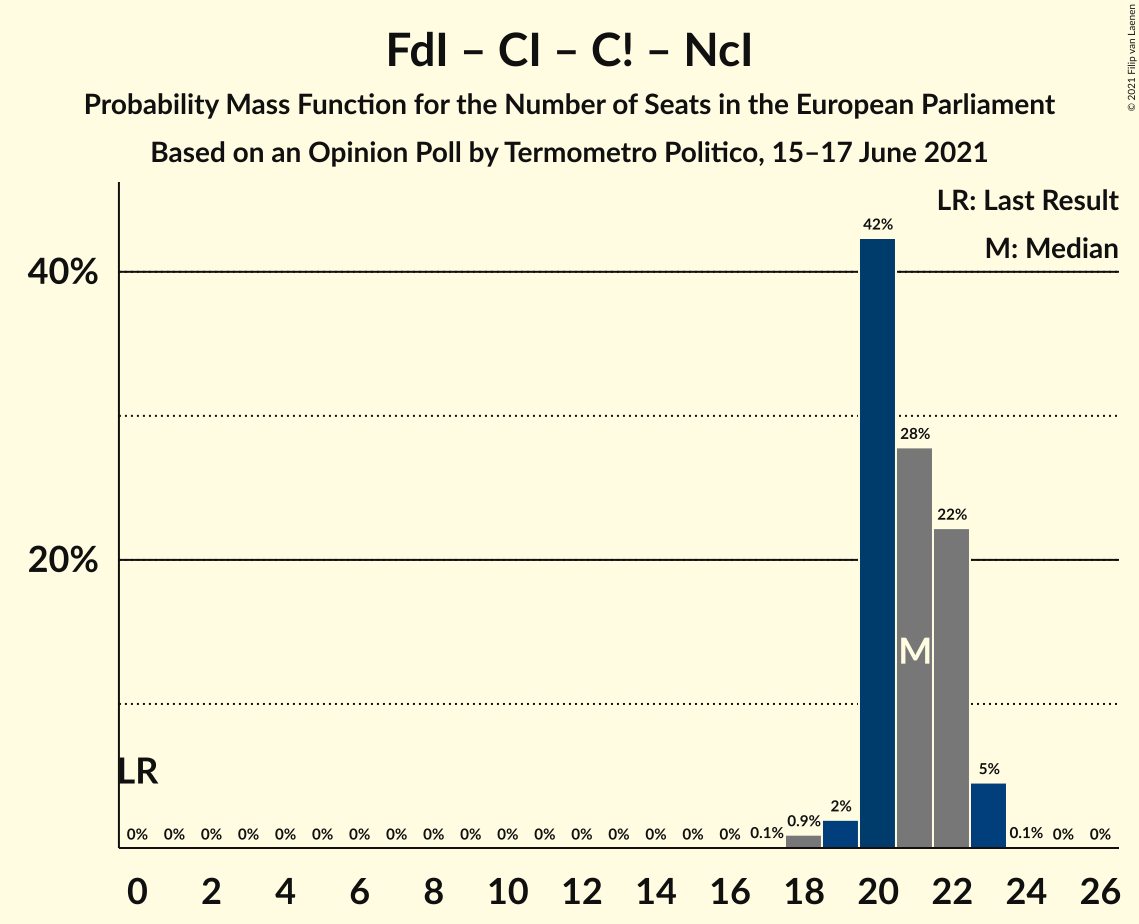 FdI – CI – C! – NcI
Probability Mass Function for the Number of Seats in the European Parliament
Based on an Opinion Poll by Termometro Politico, 15–17 June 2021
© 2021 Filip van Laenen
LR: Last Result
M: Median
42%
40%
28%
22%
20%
M
LR
5%
2%
0% 0% 0% 0% 0% 0% 0% 0% 0% 0% 0% 0% 0% 0% 0% 0% 0% 0.1% 0.9% 0.1% 0% 0%
0 2 4 6 8 10 12 14 16 18 20 22 24 26